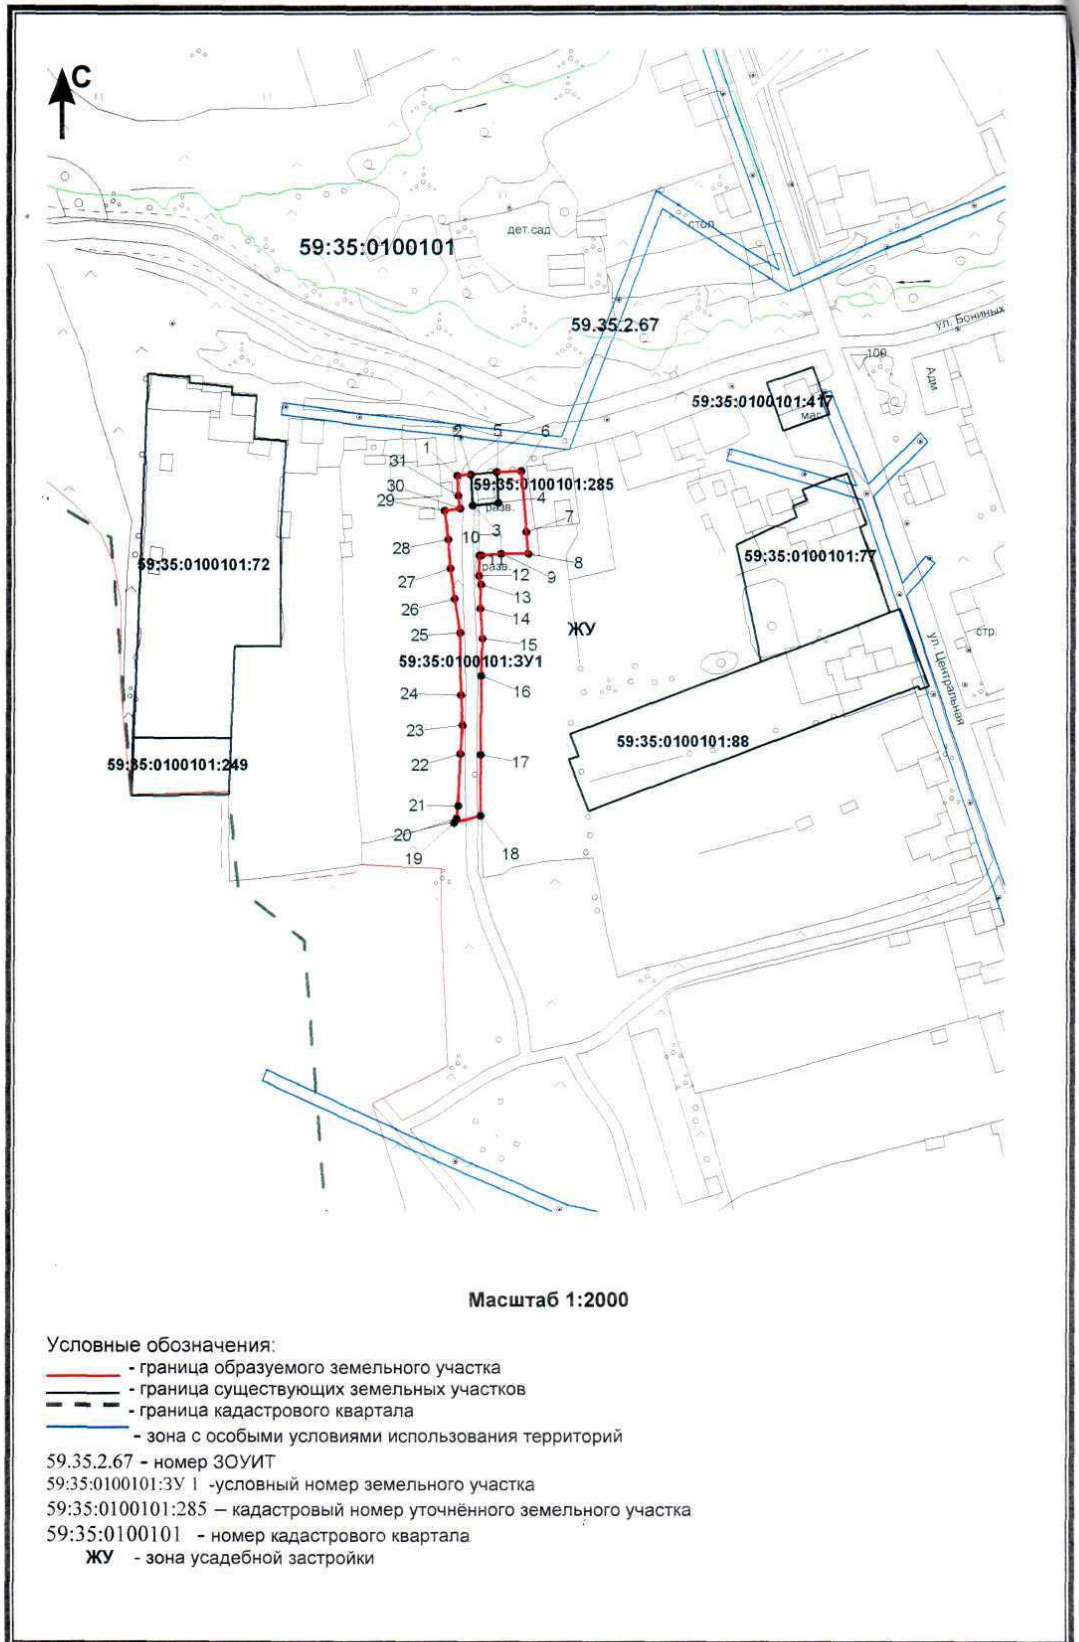 С
дет.сад
стол
59:35:0100101
59.35.2.67
ул. Бониных
100
Адм
59:35:0100101:417
маг.
1
2
5
6
31
30
29
59:35:0100101:285
4
разв.
7
10
3
28
59:35:0100101:77
59:35:0100101:72
разв.
8
9
27
12
13
26
14
ЖУ
25
15
стр.
59:35:0100101:ЗУ1
16
ул. Центральная
24
23
59:35:0100101:88
22
17
59:35:0100101:249
21
20
19
18
Масштаб 1:2000
Условные обозначения:
- граница образуемого земельного участка
- граница существующих земельных участков
- граница кадастрового квартала
- зона с особыми условиями использования территорий
59.35.2.67 - номер ЗОУИТ
59:35:0100101:ЗУ 1 -условный номер земельного участка
59:35:0100101:285 – кадастровый номер уточнённого земельного участка
59:35:0100101 - номер кадастрового квартала
ЖУ - зона усадебной застройки